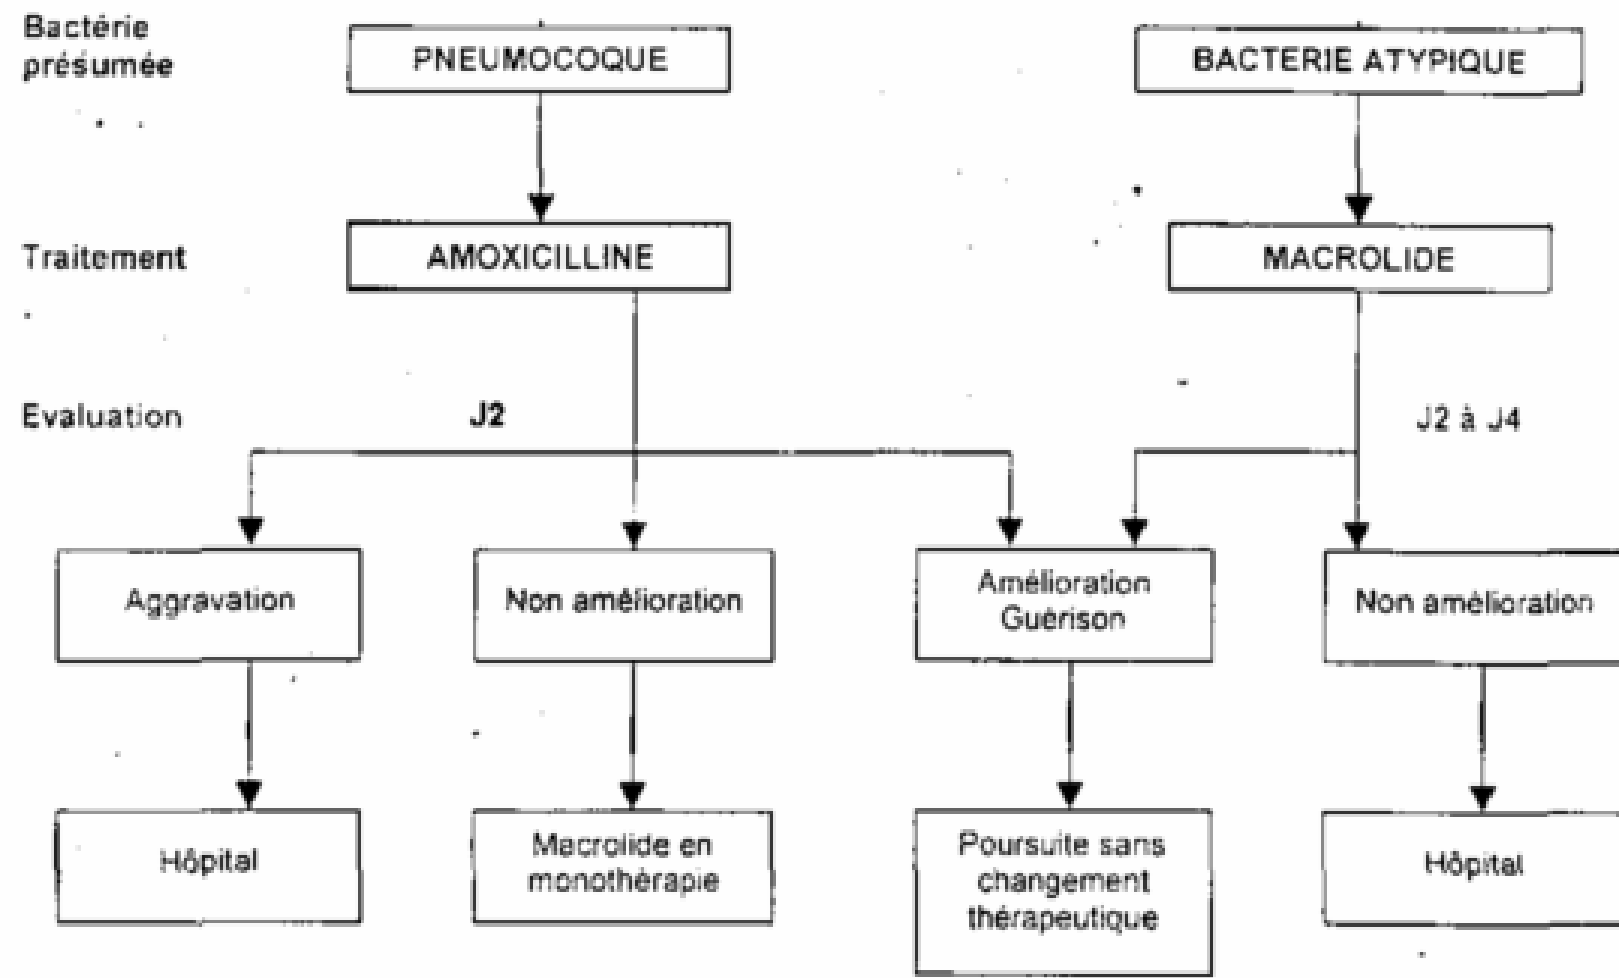 Bactérie
présumée
PNEUMOCOQUE
BACTERIE ATYPIQUE
Traitement
AMOXICILLINE
MACROLIDE
Evaluation
J2
J2 à J4
Aggravation
Non amélioration
Amélioration
Guérison
Non amélioration
Hôpital
Macrolide en
monothérapie
Poursuite sans
changement
thérapeutique
Hôpital